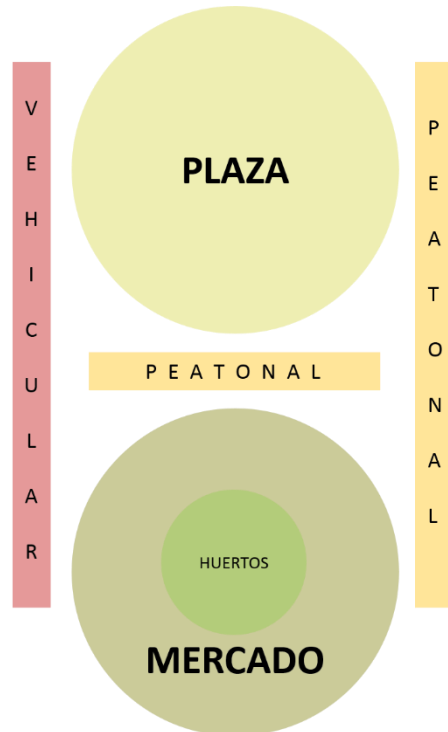 VEHICULAR
PLAZA
PEATONAL
PEATONAL
HUERTOS
MERCADO